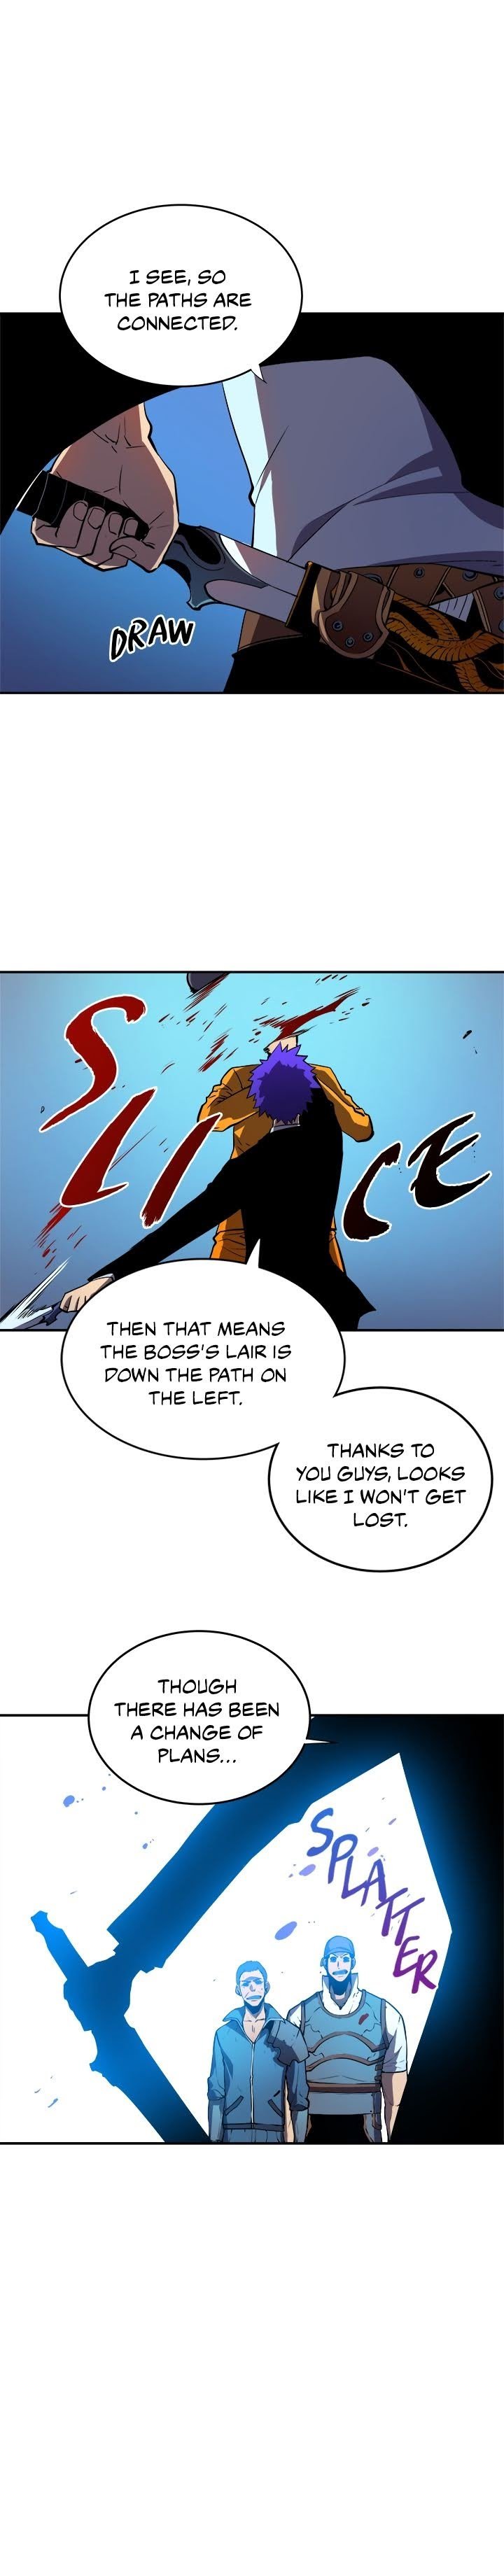 I SEE, SO
THE PATHS ARE
CONNECTED.
DRAW
SLICE
THEN THAT MEANS
THE BOSS'S LAIR IS
DOWN THE PATH ON
THE LEFT.
THANKS TO
YOU GUYS, LOOKS
LIKE I WON'T GET
LOST.
THOUGH
THERE HAS BEEN
A CHANGE OF
PLANS...
SPLATTER